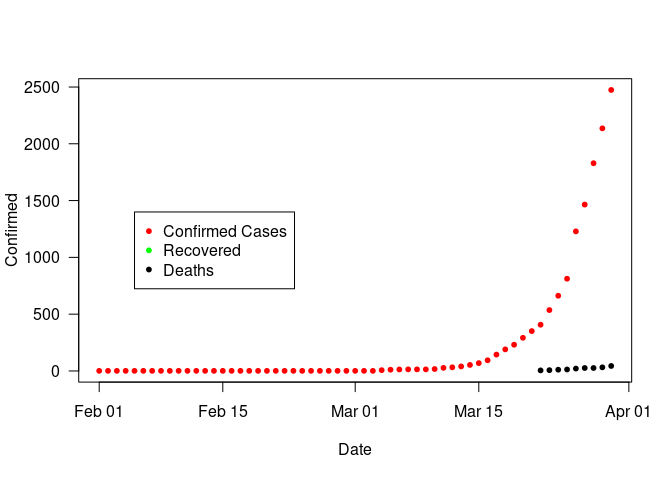 2500
2000
1500
1000
500
0
Confirmed
Confirmed Cases
Recovered
Deaths
Feb 01 Feb 15 Mar 01 Mar 15 Apr 01
Date